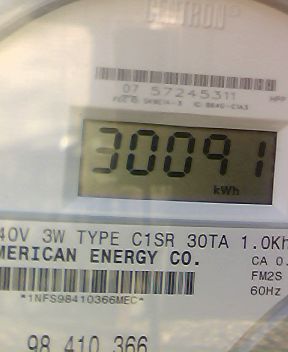 CENTRON®
07 57245311
30091
kWh
40V 3W TYPE C1SR 30TA 1.0Kh
MERICAN ENERGY CO.
CA 0.
FM2S
*1NFS98410366MEC*
60Hz
98 410 366